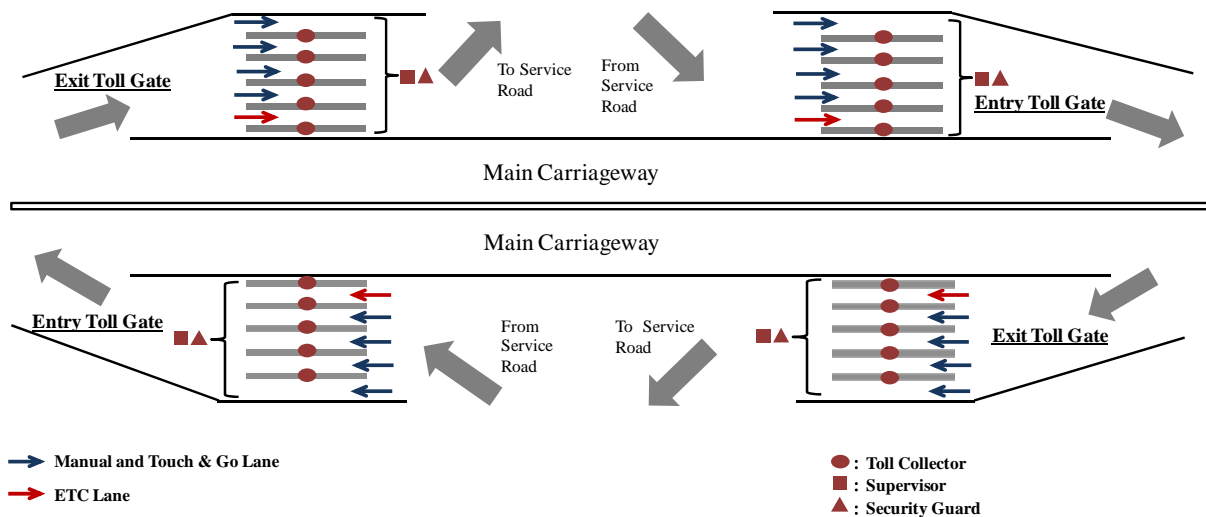 Exit Toll Gate
To Service
Road
From
Service
Road
Entry Toll Gate
Main Carriageway
Main Carriageway
Entry Toll Gate
From
Service
Road
To Service
Road
Exit Toll Gate
Manual and Touch & Go Lane
ETC Lane
: Toll Collector
: Supervisor
: Security Guard